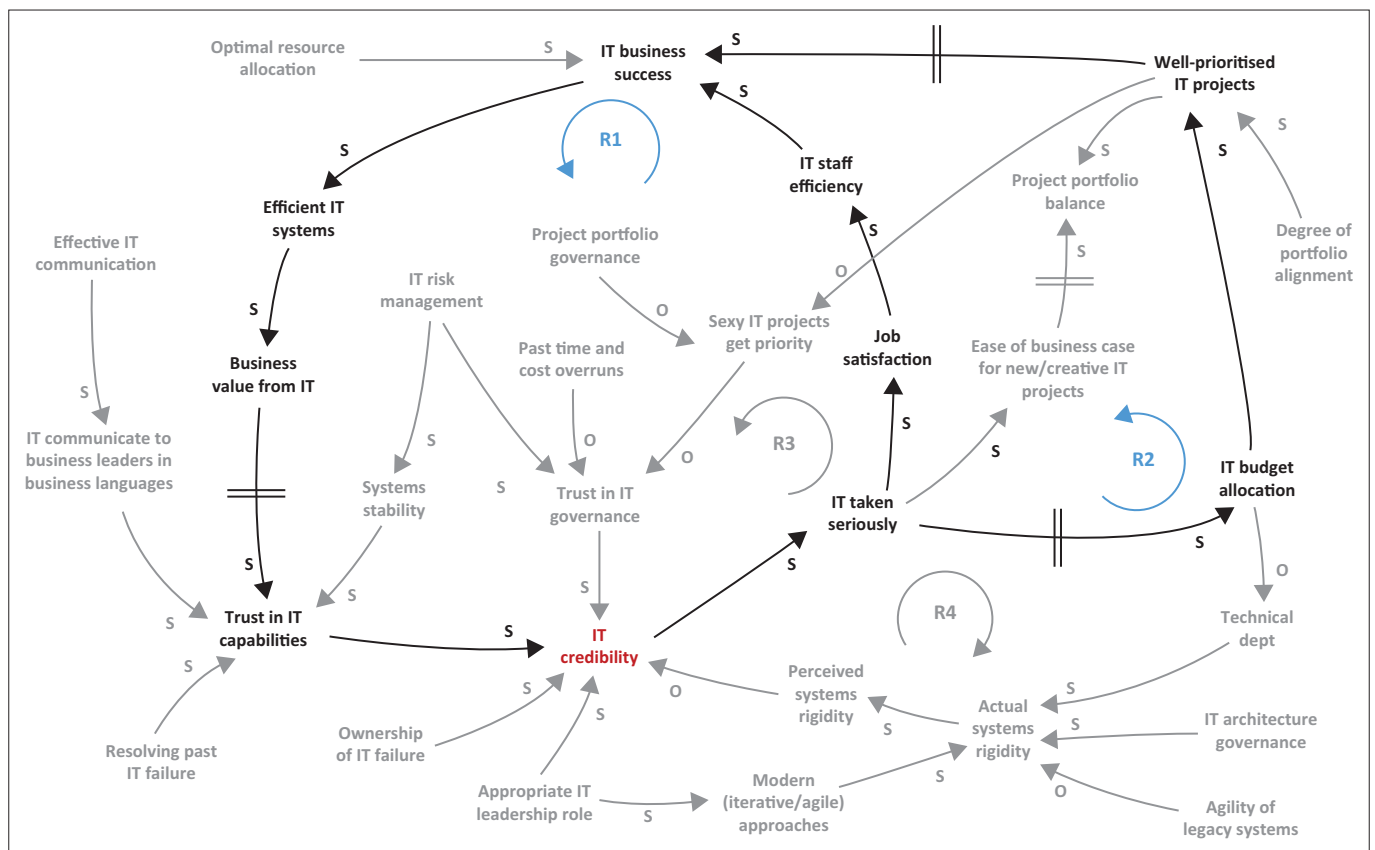 Optimal resource
allocation
S
IT business
success
S
Well-prioritised
IT projects
S
R1
S
IT staff
efficiency
S
S
S
S
Project portfolio
balance
Efficient IT
systems
Effective IT
communication
Project portfolio
governance
S
S
Degree of
portfolio
alignment
IT risk
management
O
S
O
Sexy IT projects
get priority
Past time and
cost overruns
Job
satisfaction
Ease of business case
for new/creative IT
projects
Business
value from IT
S
S
IT communicate to
business leaders in
business languages
S
O
O
R3
S
R2
IT budget
allocation
Systems
stability
S
Trust in IT
governance
IT taken
seriously
S
S
S
S
S
S
O
R4
Trust in IT
capabilities
S
S
IT
credibility
Technical
dept
S
S
S
O
Perceived
systems
rigidity
S
Actual
systems
rigidity
S
S
IT architecture
governance
Resolving past
IT failure
Ownership
of IT failure
Appropriate IT
leadership role
S
Modern
(iterative/agile)
approaches
S
O
Agility of
legacy systems